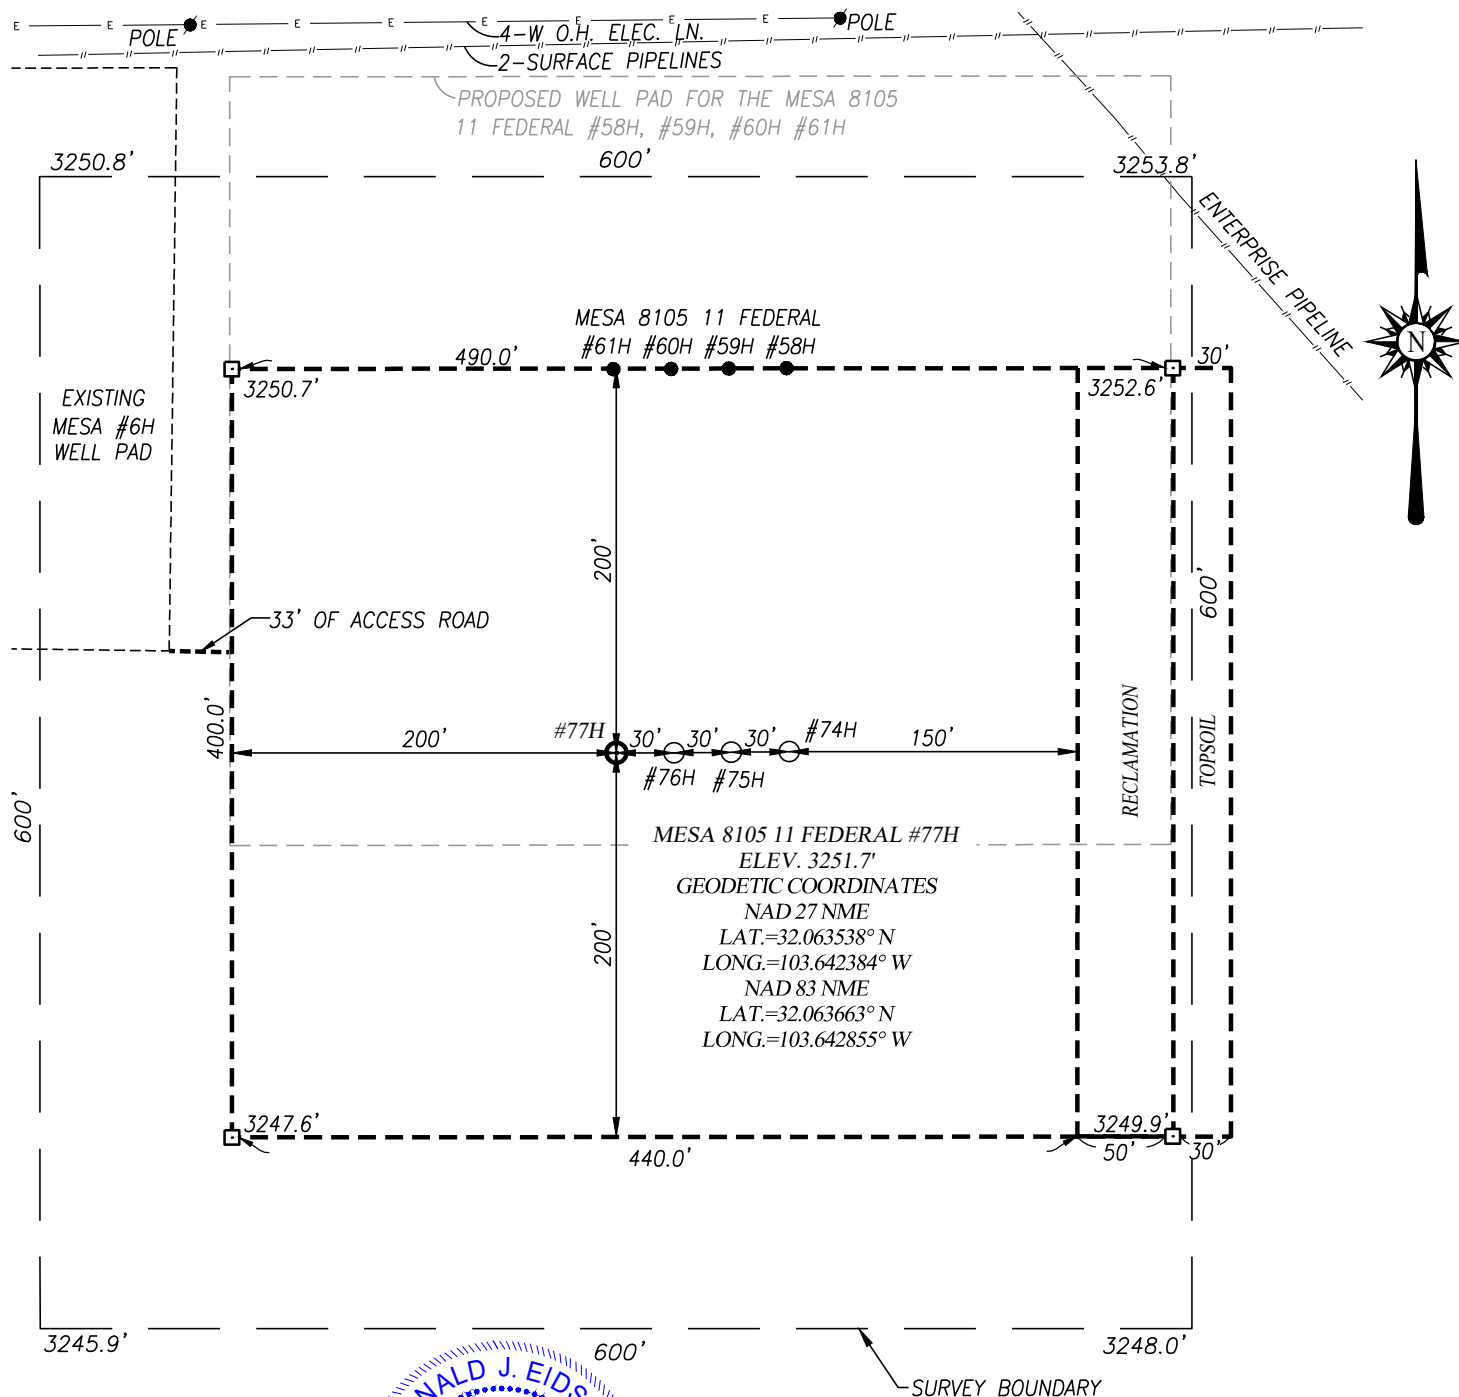 E E E E E E E E E
POLE
4-W O.H. ELEC. LN.
POLE
2-SURFACE PIPELINES
PROPOSED WELL PAD FOR THE MESA 8105
11 FEDERAL #58H, #59H, #60H #61H
3250.8'
600'
3253.8'
ENTERPRISE PIPELINE
N
MESA 8105 11 FEDERAL
#61H #60H #59H #58H
490.0'
30'
3250.7'
3252.6'
EXISTING
MESA #6H
WELL PAD
200'
600'
33' OF ACCESS ROAD
400.0'
200'
#77H
30'
30'
30'
#74H
150'
#76H
#75H
RECLAMATION
TOPSOIL
600'
MESA 8105 11 FEDERAL #77H
ELEV. 3251.7'
GEODETIC COORDINATES
NAD 27 NME
LAT.=32.063538° N
LONG.=103.642384° W
NAD 83 NME
LAT.=32.063663° N
LONG.=103.642855° W
200'
3247.6'
3249.9'
440.0'
50'
30'
3245.9'
600'
3248.0'
NALD J. EIDS
SURVEY BOUNDARY